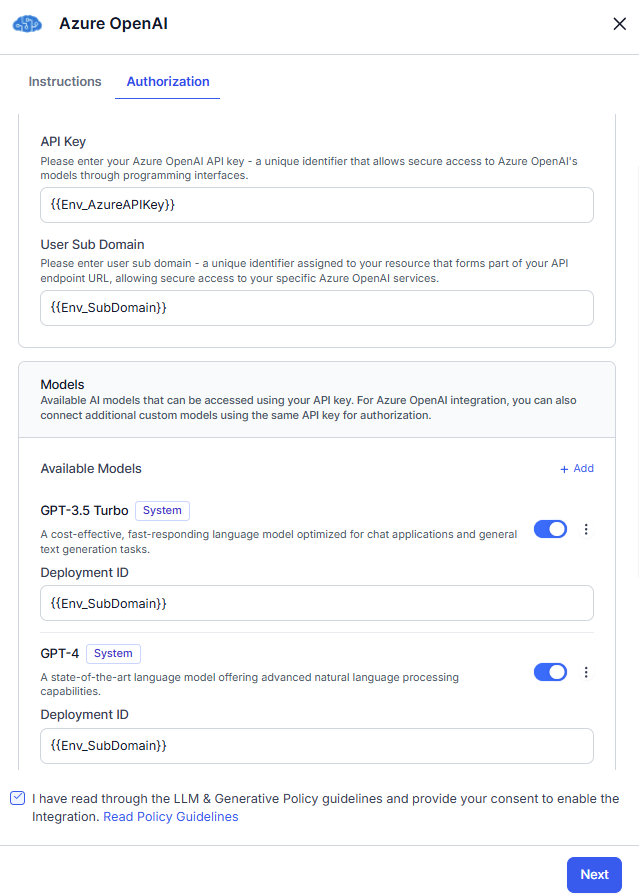 Azure OpenAI
Instructions
Authorization
API Key
Please enter your Azure OpenAI API key - a unique identifier that allows secure access to Azure OpenAI's
models through programming interfaces.
{{Env_AzureAPIKey}}
User Sub Domain
Please enter user sub domain - a unique identifier assigned to your resource that forms part of your API
endpoint URL, allowing secure access to your specific Azure OpenAI services.
{{Env_SubDomain}}
Models
Available AI models that can be accessed using your API key. For Azure OpenAI integration, you can also
connect additional custom models using the same API key for authorization.
Available Models
+ Add
GPT-3.5 Turbo System
A cost-effective, fast-responding language model optimized for chat applications and general
text generation tasks.
Deployment ID
{{Env_SubDomain}}
GPT-4 System
A state-of-the-art language model offering advanced natural language processing
capabilities.
Deployment ID
{{Env_SubDomain}}
I have read through the LLM & Generative Policy guidelines and provide your consent to enable the
Integration. Read Policy Guidelines
Next